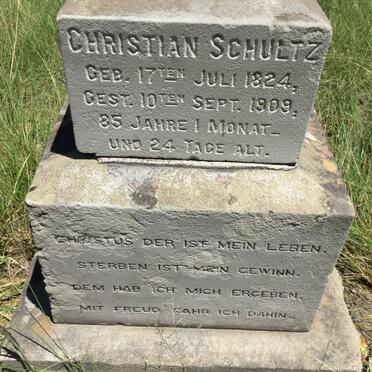 CHRISTIAN SCHULTZ
GEB. 17TEN JULI 1824,
GEST. 10TEN SEPT. 1909,
85 JAHRE 1 MONAT
UND 24 TAGE ALT.
CHRISTUS DER IST MEIN LEBEN.
STERBEN IST MEIN GEWINN.
DEM HAB ICH MICH ERGEBEN.
MIT FREUD' FAHR ICH DAHIN.